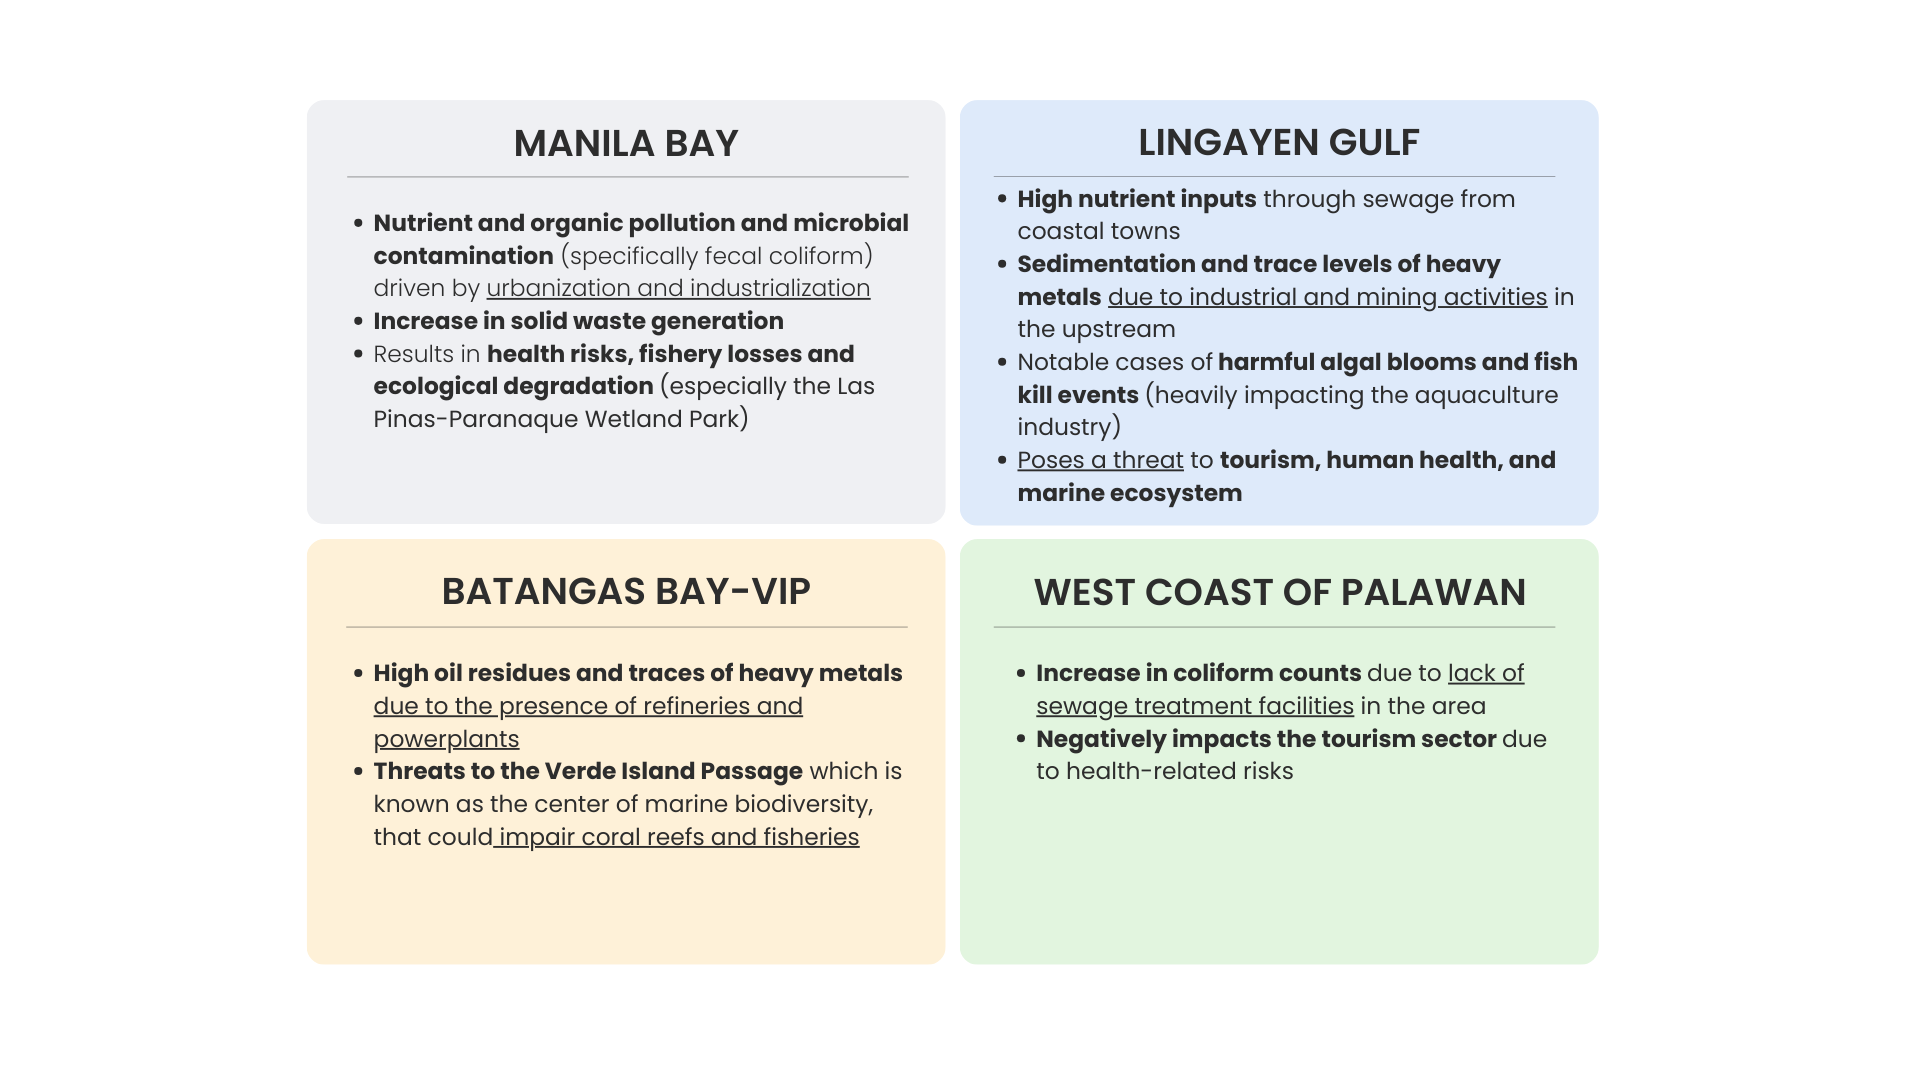 MANILA BAY
• Nutrient and organic pollution and microbial
contamination (specifically fecal coliform)
driven by urbanization and industrialization
• Increase in solid waste generation
• Results in health risks, fishery losses and
ecological degradation (especially the Las
Pinas-Paranaque Wetland Park)
LINGAYEN GULF
• High nutrient inputs through sewage from
coastal towns
• Sedimentation and trace levels of heavy
metals due to industrial and mining activities in
the upstream
• Notable cases of harmful algal blooms and fish
kill events (heavily impacting the aquaculture
industry)
• Poses a threat to tourism, human health, and
marine ecosystem
BATANGAS BAY-VIP
• High oil residues and traces of heavy metals
due to the presence of refineries and
powerplants
• Threats to the Verde Island Passage which is
known as the center of marine biodiversity,
that could impair coral reefs and fisheries
WEST COAST OF PALAWAN
• Increase in coliform counts due to lack of
sewage treatment facilities in the area
• Negatively impacts the tourism sector due
to health-related risks